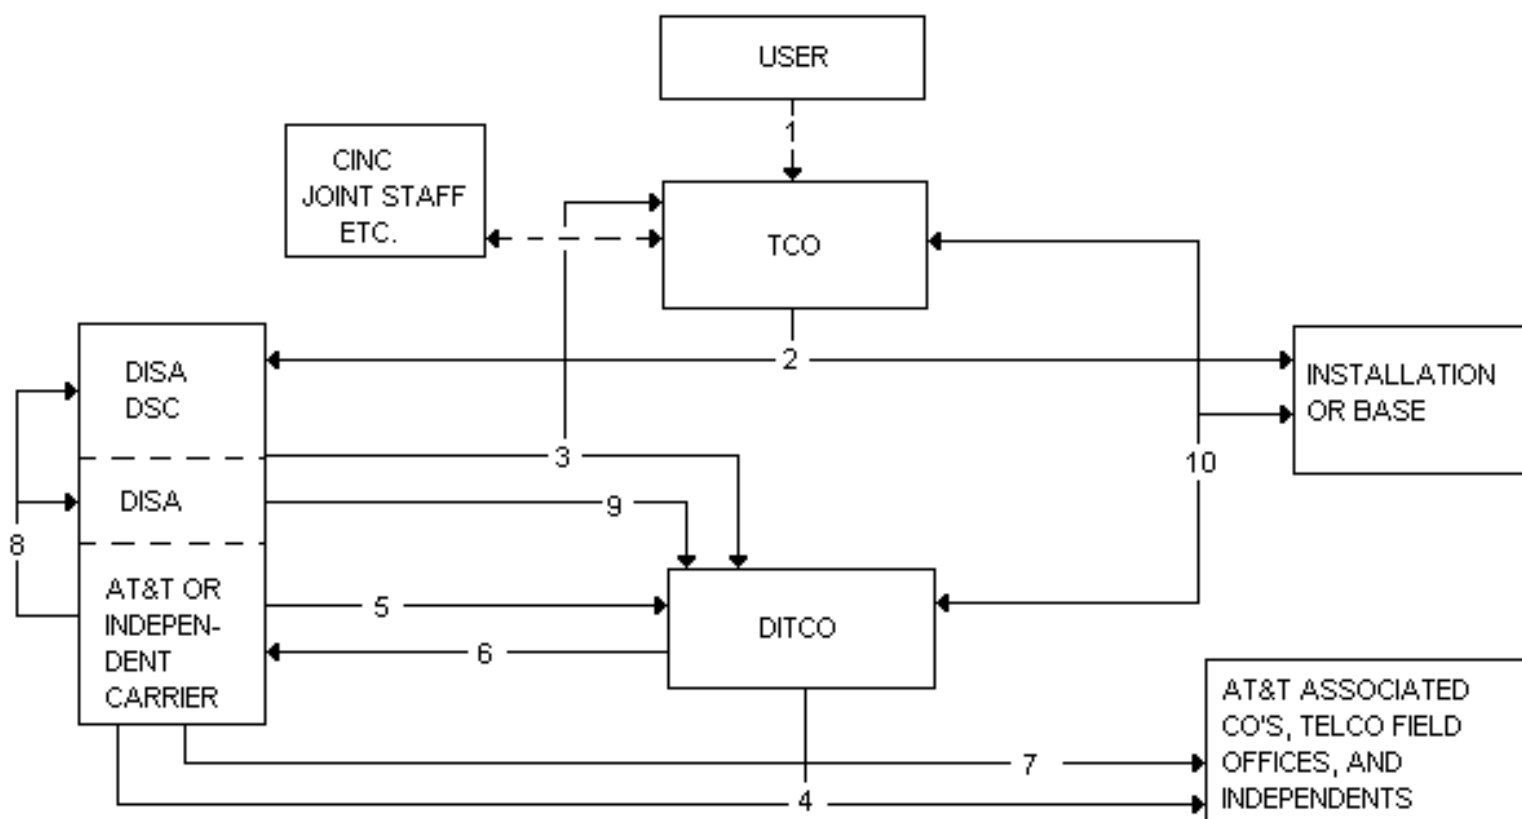 USER
1
CINC
JOINT STAFF
ETC.
TCO
2
DISA
DSC
INSTALLATION
OR BASE
3
10
DISA
9
8
AT&T OR
INDEPEN-
DENT
CARRIER
5
6
DITCO
AT&T ASSOCIATED
CO'S, TELCO FIELD
OFFICES, AND
INDEPENDENTS
7
4